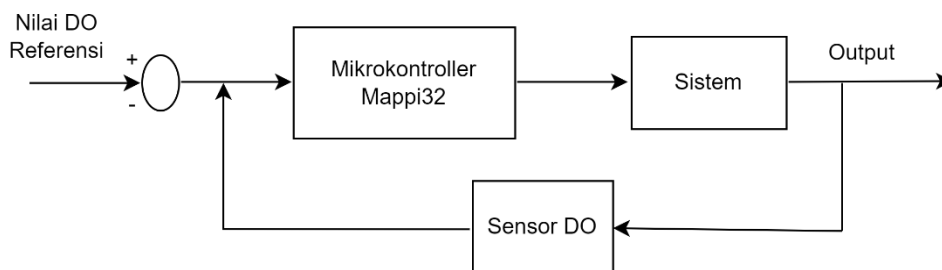 Nilai DO
Referensi
+
-
Mikrokontroller
Mappi32
Sistem
Output
Sensor DO